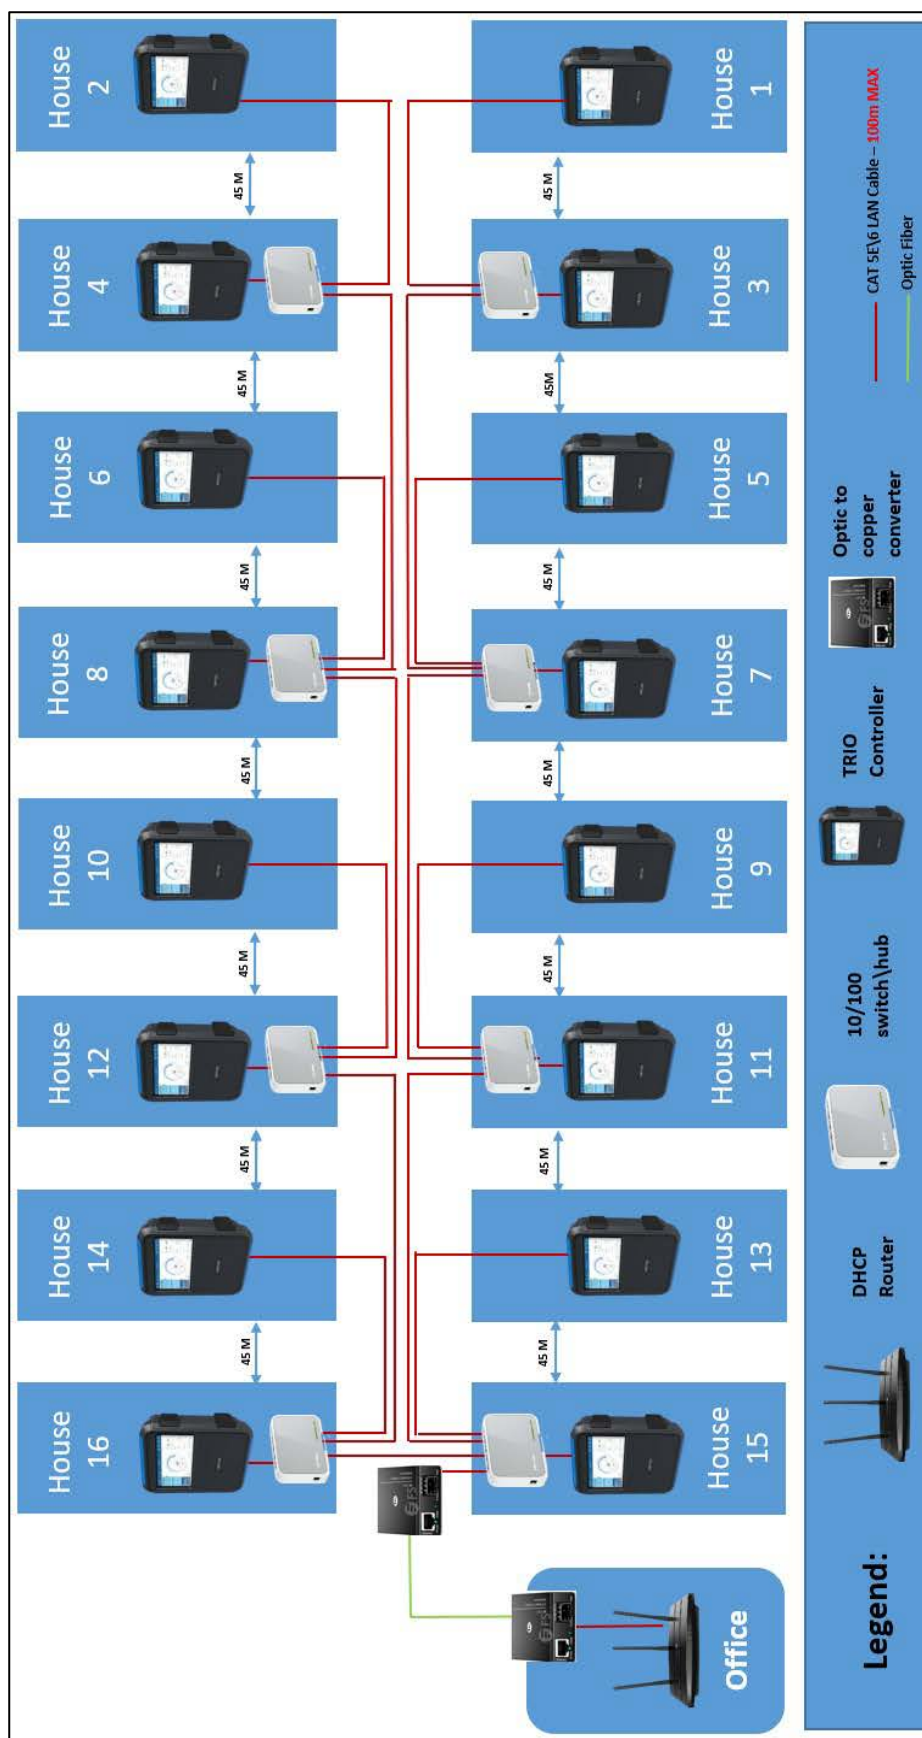 House
2
House
4
House
6
House
8
House
10
House
12
House
14
House
16
45 M
45 M
45 M
45 M
45 M
45 M
45 M
House
1
House
3
House
5
House
7
House
9
House
11
House
13
House
15
45 M
45M
45 M
45 M
45 M
45 M
45 M
Office
Legend:
DHCP
Router
10/100
switch\hub
TRIO
Controller
Optic to
copper
converter
CAT 5E\6 LAN Cable – 100m MAX
Optic Fiber
FS
FS
FS